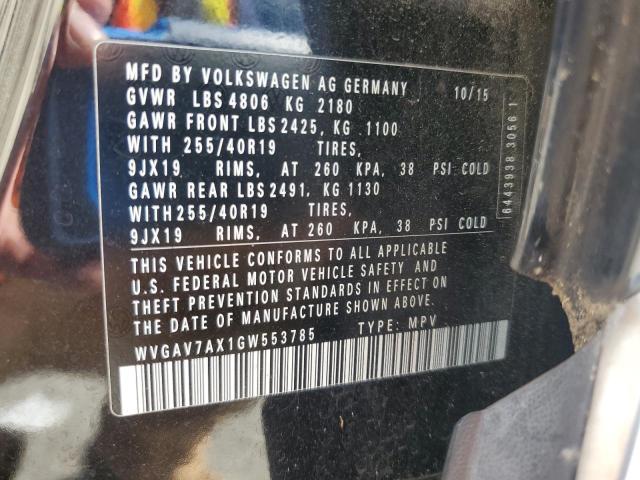 MFD BY VOLKSWAGEN AG GERMANY 10/15
GVWR LBS 4806 KG 2180
GAWR FRONT LBS 2425, KG 1100
WITH 255/40R19 TIRES,
9JX19 RIMS, AT 260 KPA, 38 PSI COLD
GAWR REAR LBS 2491, KG 1130
WITH 255/40R19 TIRES,
9JX19 RIMS, AT 260 KPA, 38 PSI COLD
THIS VEHICLE CONFORMS TO ALL APPLICABLE
U.S. FEDERAL MOTOR VEHICLE SAFETY AND
THEFT PREVENTION STANDARDS IN EFFECT ON
THE DATE OF MANUFACTURE SHOWN ABOVE.
WVGAV7AX1GW553785 TYPE: MPV
6443938 3056 1